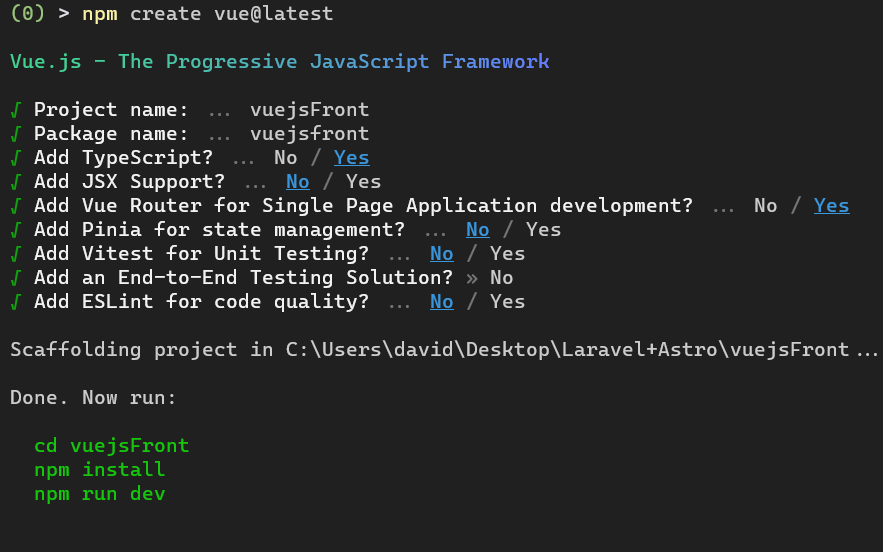 (0) > npm create vue@latest
Vue.js - The Progressive JavaScript Framework
√ Project name: ... vuejsFront
√ Package name: ... vuejsfront
√ Add TypeScript? ... No / Yes
√ Add JSX Support? ... No / Yes
√ Add Vue Router for Single Page Application development? ... No / Yes
√ Add Pinia for state management? ... No / Yes
√ Add Vitest for Unit Testing? ... No / Yes
√ Add an End-to-End Testing Solution? » No
√ Add ESLint for code quality? ... No / Yes
Scaffolding project in C:\Users\david\Desktop\Laravel+Astro\vuejsFront...
Done. Now run:
cd vuejsFront
npm install
npm run dev